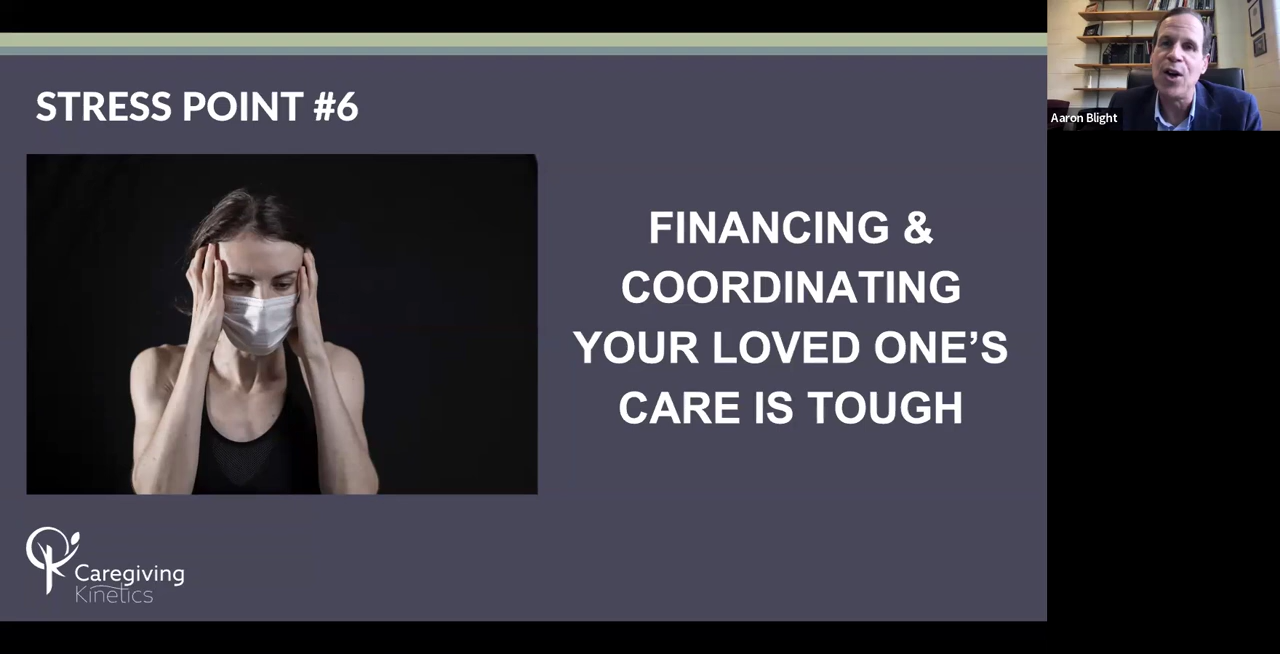 STRESS POINT #6
FINANCING &
COORDINATING
YOUR LOVED ONE'S
CARE IS TOUGH
Caregiving
Kinetics
Aaron Blight